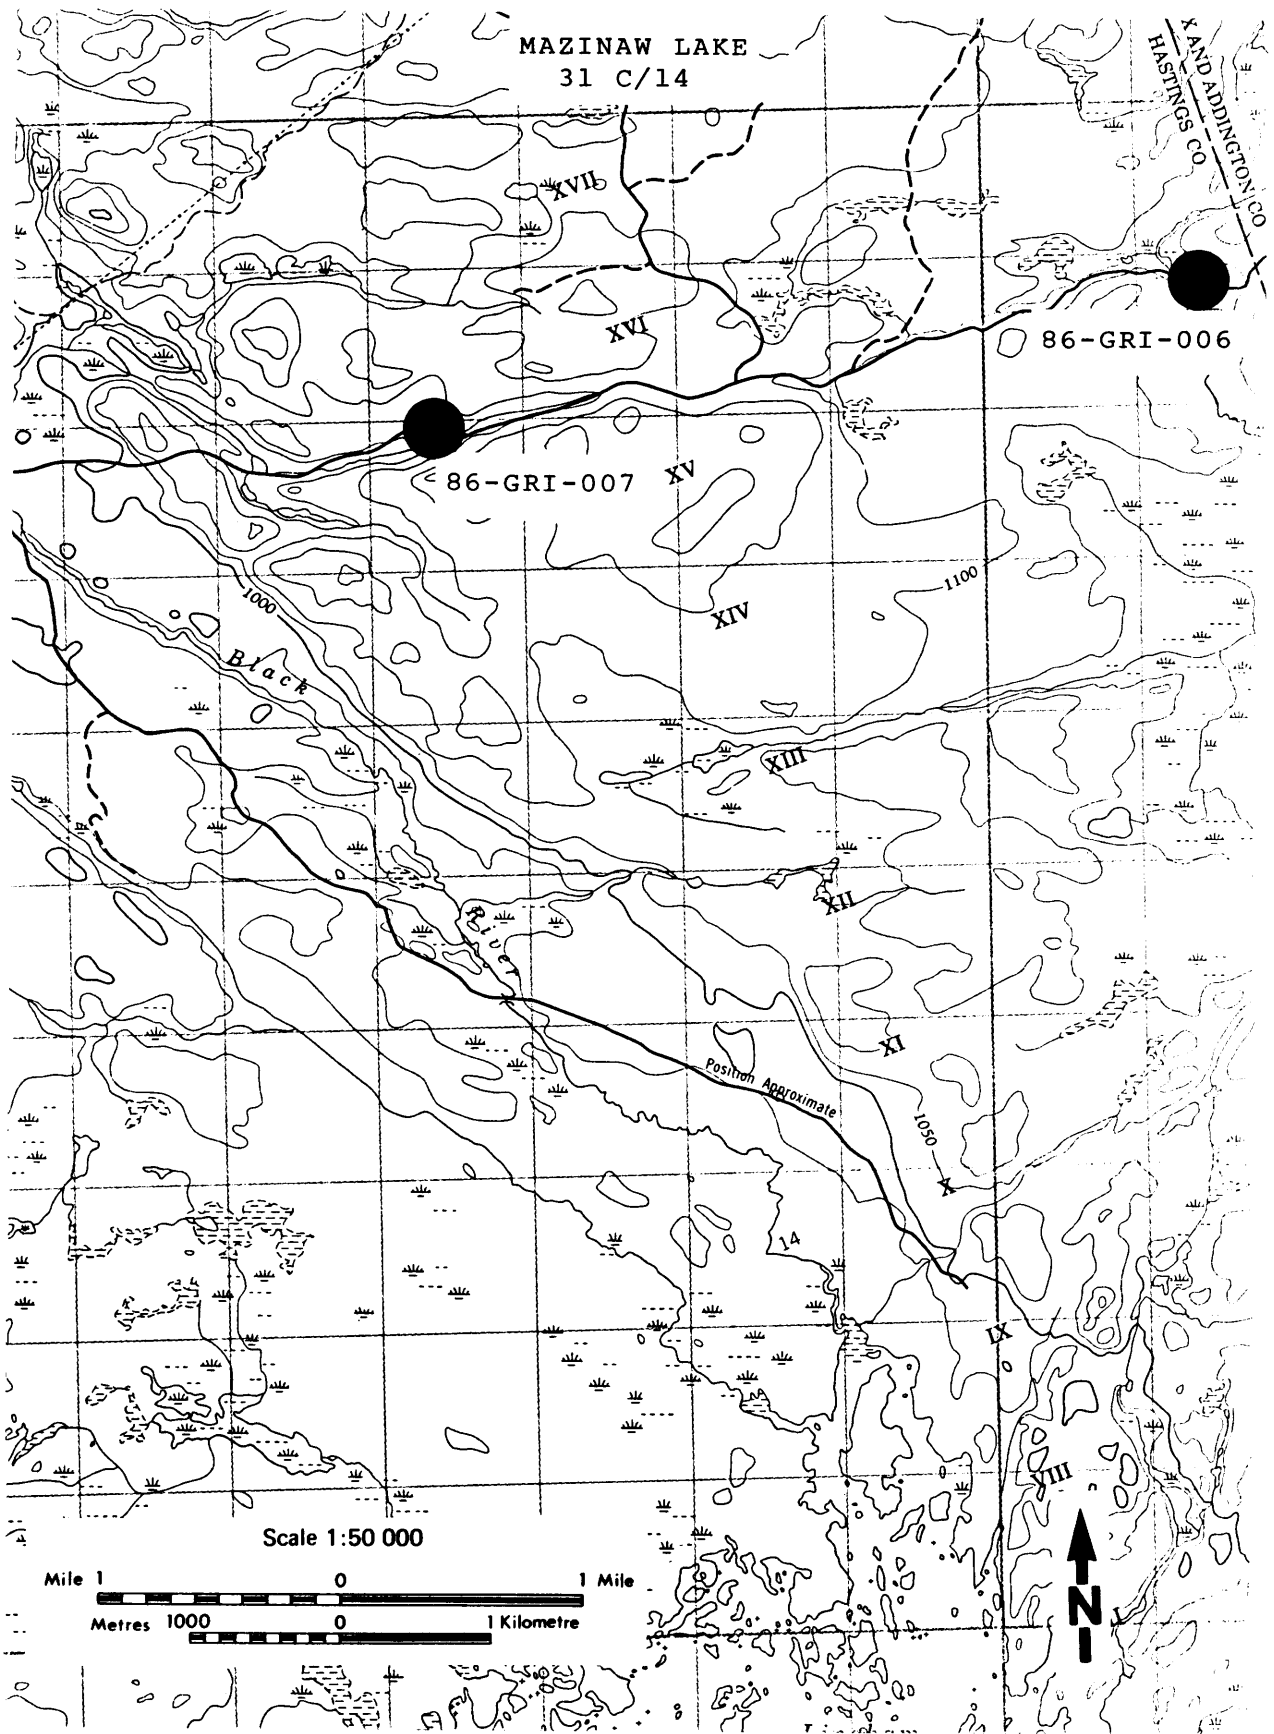 MAZINAW LAKE
31 C/14
X AND ADDINGTON CO
HASTINGS CO
XVII
XVI
86-GRI-006
XV
86-GRI-007
1100
1000
XIV
Black
XIII
XII
River
XI
Position Approximate
1050
X
14
IX
VIII
Scale 1:50 000
Mile 1 0 1 Mile
Metres 1000 0 1 Kilometre
N